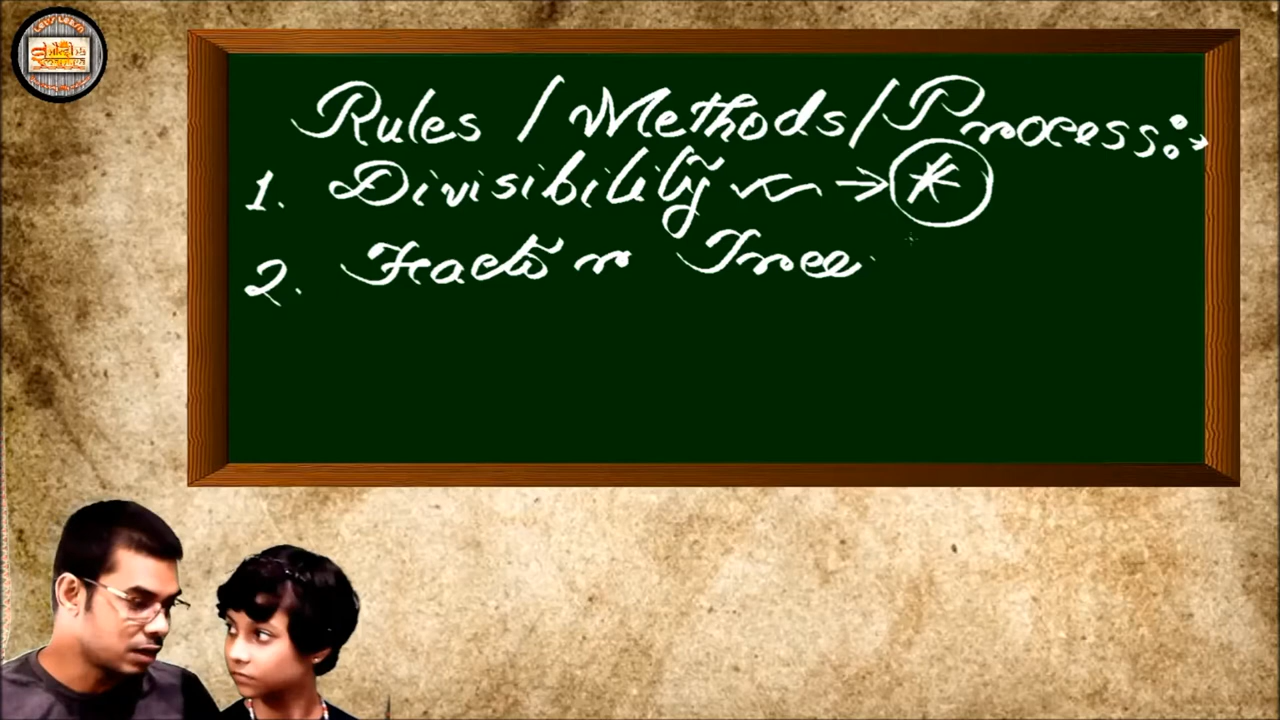 Rules / Methods / Process:→
1. Divisibility → *
2. Factor Tree